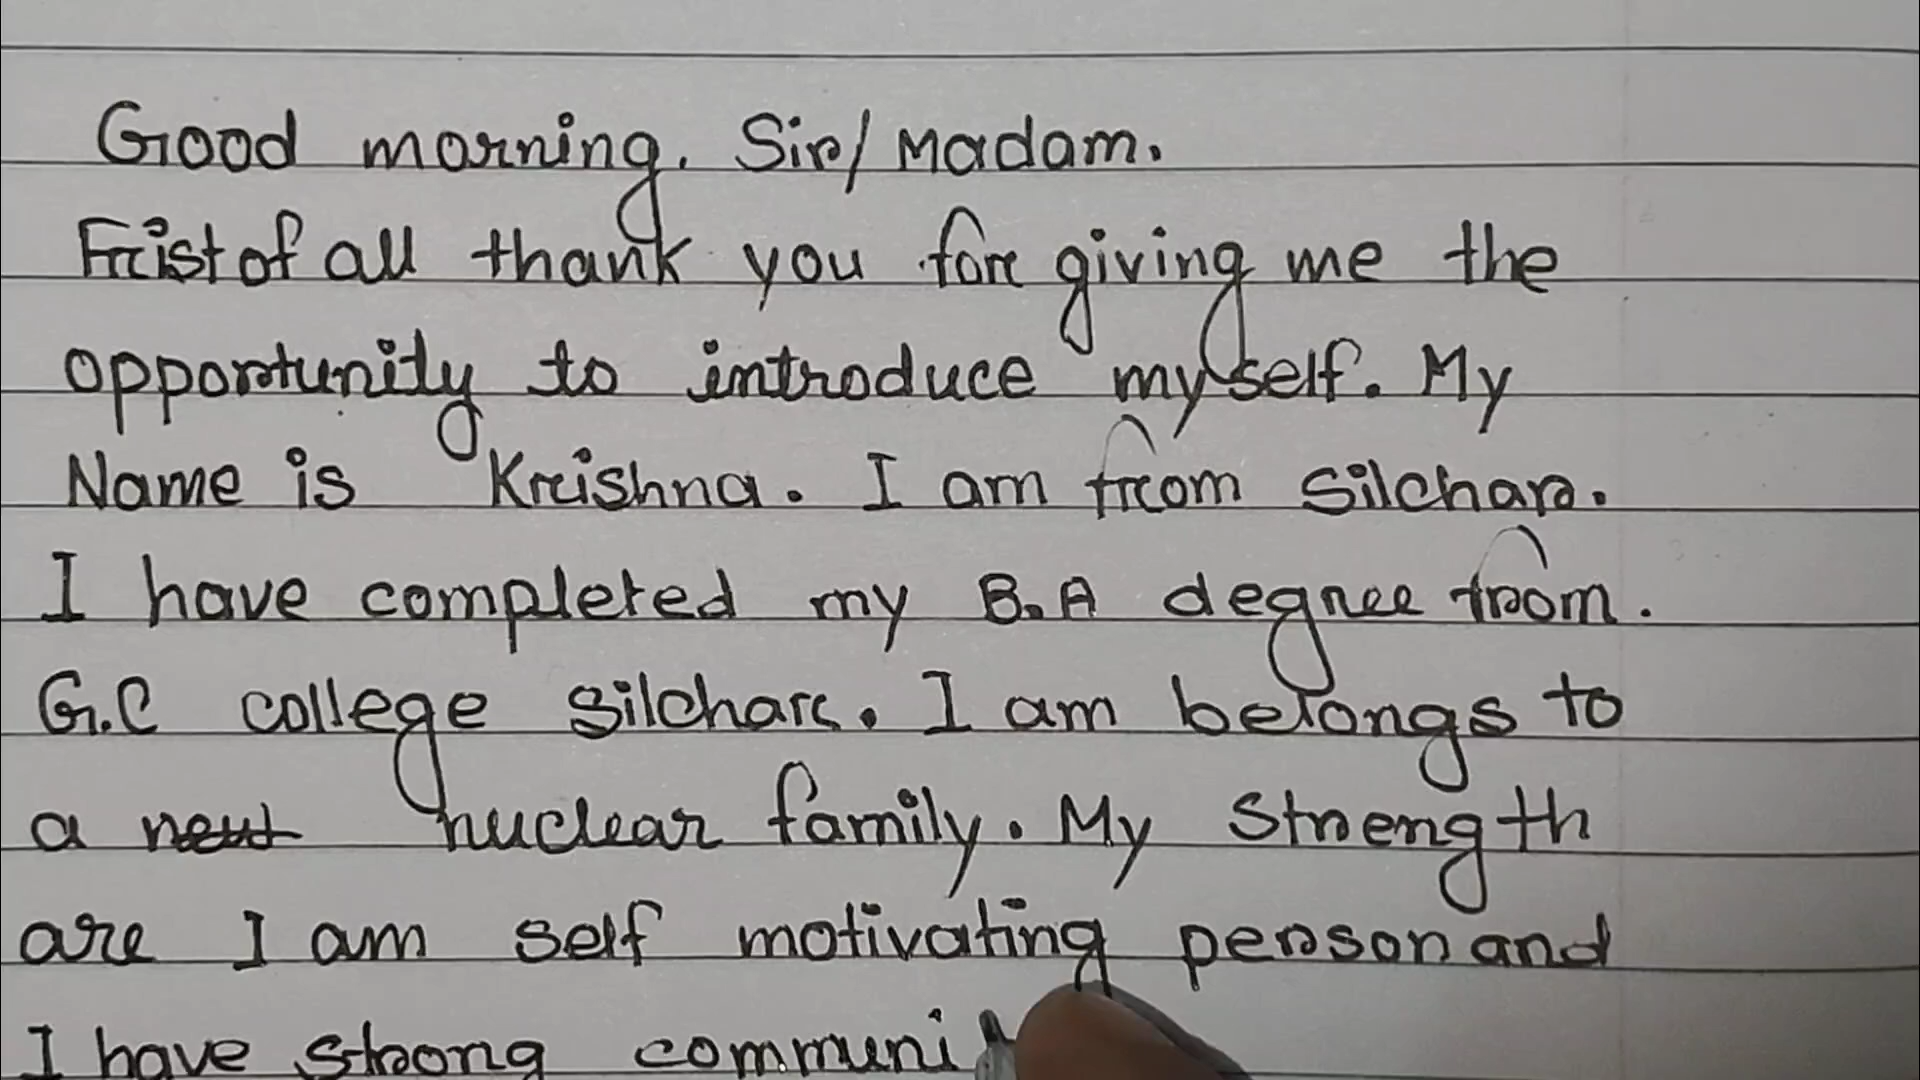 Good morning. Sir/Madam.
Frist of all thank you for giving me the
opportunity to introduce myself. My
Name is Krishna. I am from Silchar.
I have completed my B.A degree from.
G.C college Silchar. I am belongs to
a nuclear family. My Strength
are I am self motivating person and
I have strong communi